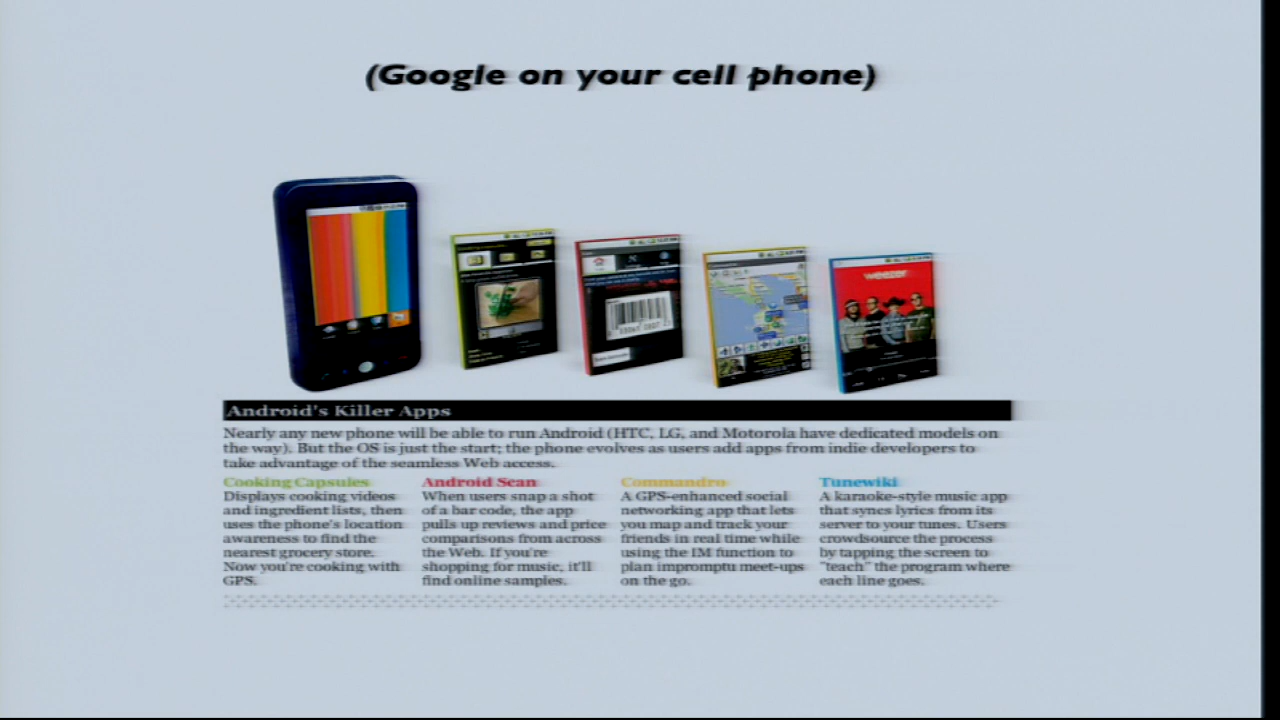 (Google on your cell phone)
weezer
Android's Killer Apps
Nearly any new phone will be able to run Android (HTC, LG, and Motorola have dedicated models on
the way). But the OS is just the start; the phone evolves as users add apps from indie developers to
take advantage of the seamless Web access.
Cooking Capsules
Displays cooking videos
and ingredient lists, then
uses the phone's location
awareness to find the
nearest grocery store.
Now you're cooking with
GPS.
Android Scan
When users snap a shot
of a bar code, the app
pulls up reviews and price
comparisons from across
the Web. If you're
shopping for music, it'll
find online samples.
Commandro
A GPS-enhanced social
networking app that lets
you map and track your
friends in real time while
using the IM function to
plan impromptu meet-ups
on the go.
Tunewiki
A karaoke-style music app
that syncs lyrics from its
server to your tunes. Users
crowdsource the process
by tapping the screen to
"teach" the program where
each line goes.